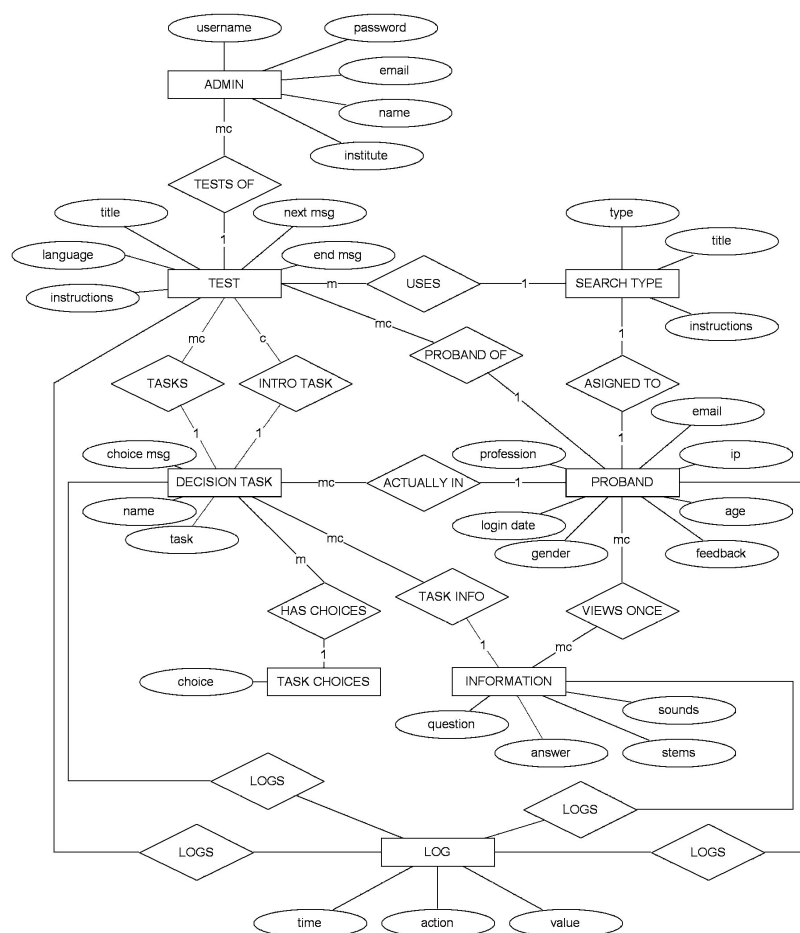 username
password
ADMIN
email
name
mc
institute
TESTS OF
title
next msg
type
1
language
end msg
title
TEST
m
USES
1
SEARCH TYPE
instructions
instructions
mc
mc
c
1
PROBAND OF
TASKS
INTRO TASK
ASIGNED TO
1
email
1
1
1
choice msg
profession
ip
DECISION TASK
mc
ACTUALLY IN
1
PROBAND
name
age
login date
task
mc
mc
gender
feedback
m
TASK INFO
HAS CHOICES
VIEWS ONCE
1
mc
1
choice
TASK CHOICES
INFORMATION
sounds
question
answer
stems
LOGS
LOGS
LOGS
LOG
LOGS
time
action
value